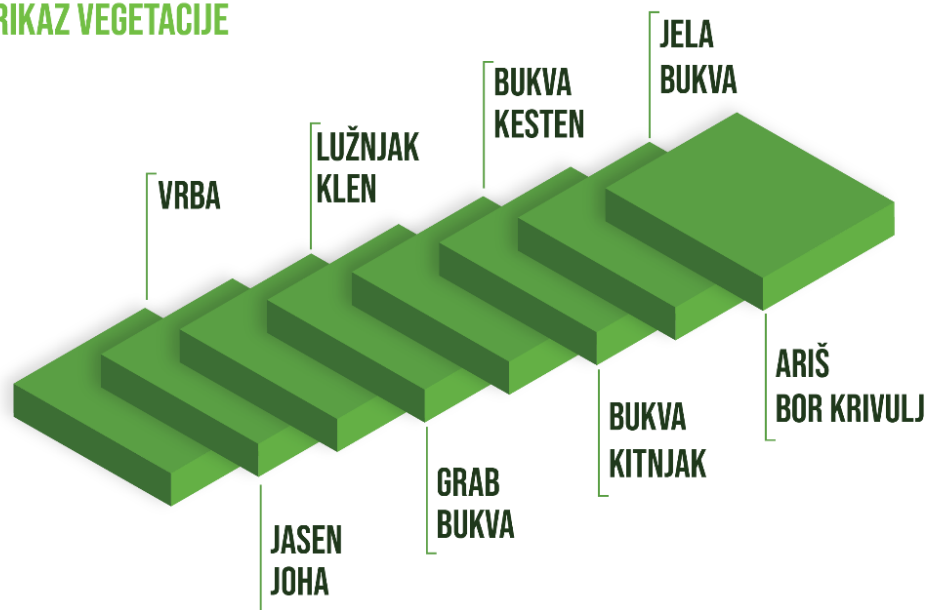 RIKAZ VEGETACIJE
VRBA
JASEN
JOHA
LUŽNJAK
KLEN
GRAB
BUKVA
BUKVA
KESTEN
BUKVA
KITNJAK
JELA
BUKVA
ARIŠ
BOR KRIVULJ